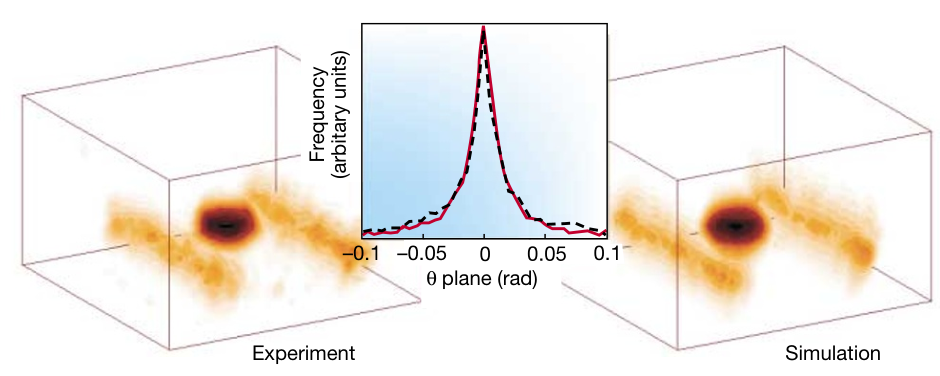 Frequency
(arbitary units)
–0.1 –0.05 0 0.05 0.1
θ plane (rad)
Experiment
Simulation